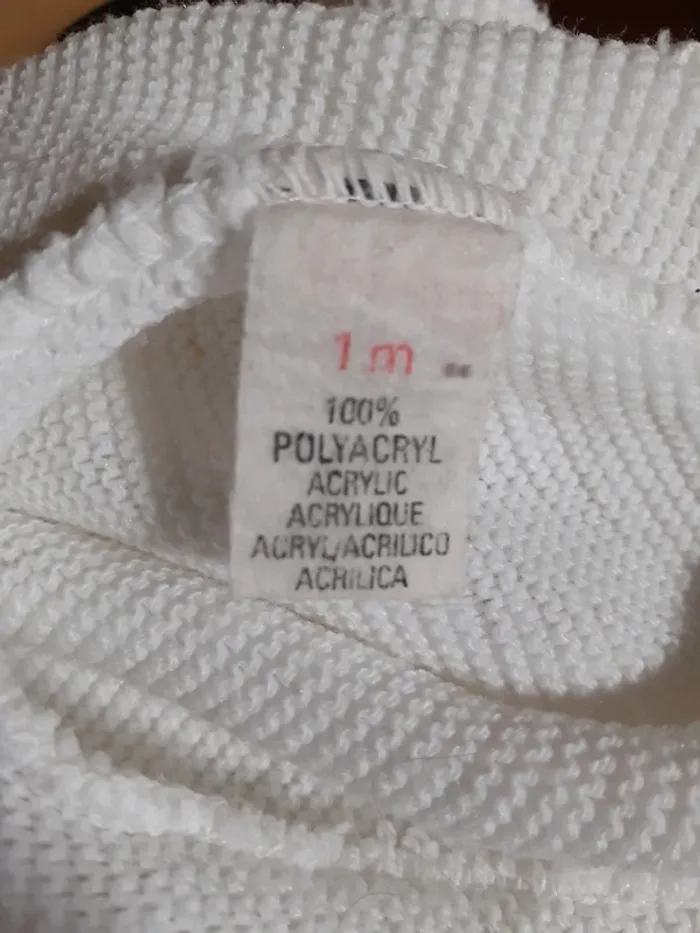 1 m
100%
POLYACRYL
ACRYLIC
ACRYLIQUE
ACRYL/ACRILICO
ACRILICA